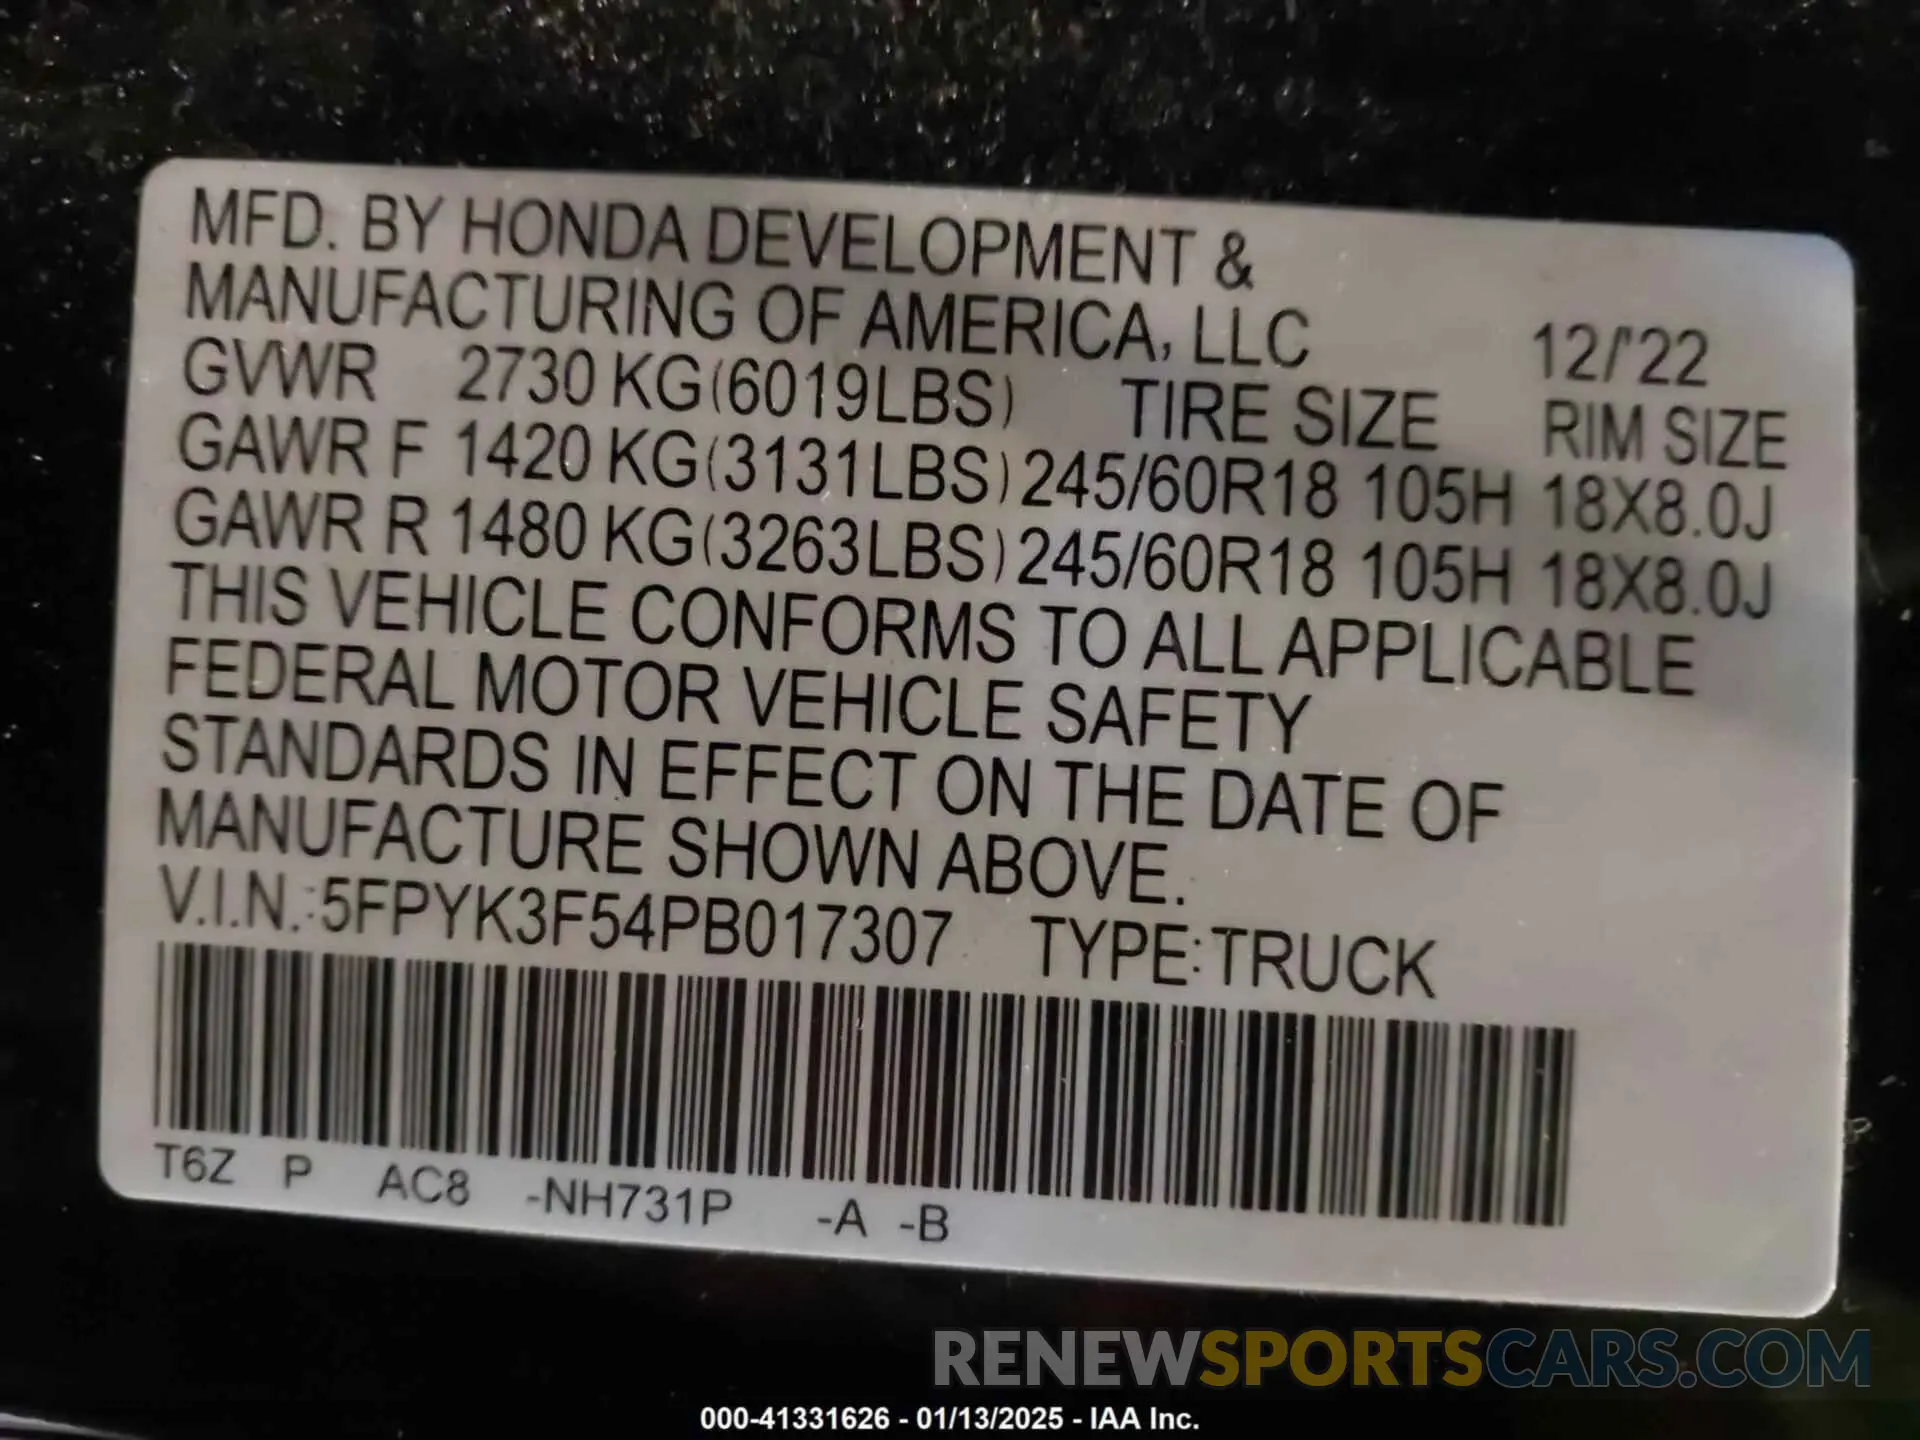 MFD. BY HONDA DEVELOPMENT &
MANUFACTURING OF AMERICA, LLC 12/'22
GVWR 2730 KG(6019LBS) TIRE SIZE RIM SIZE
GAWR F 1420 KG(3131LBS) 245/60R18 105H 18X8.0J
GAWR R 1480 KG(3263LBS) 245/60R18 105H 18X8.0J
THIS VEHICLE CONFORMS TO ALL APPLICABLE
FEDERAL MOTOR VEHICLE SAFETY
STANDARDS IN EFFECT ON THE DATE OF
MANUFACTURE SHOWN ABOVE.
V.I.N.:5FPYK3F54PB017307 TYPE:TRUCK
T6Z P AC8 -NH731P -A -B
RENEWSPORTSCARS.COM
000-41331626 - 01/13/2025 - IAA Inc.